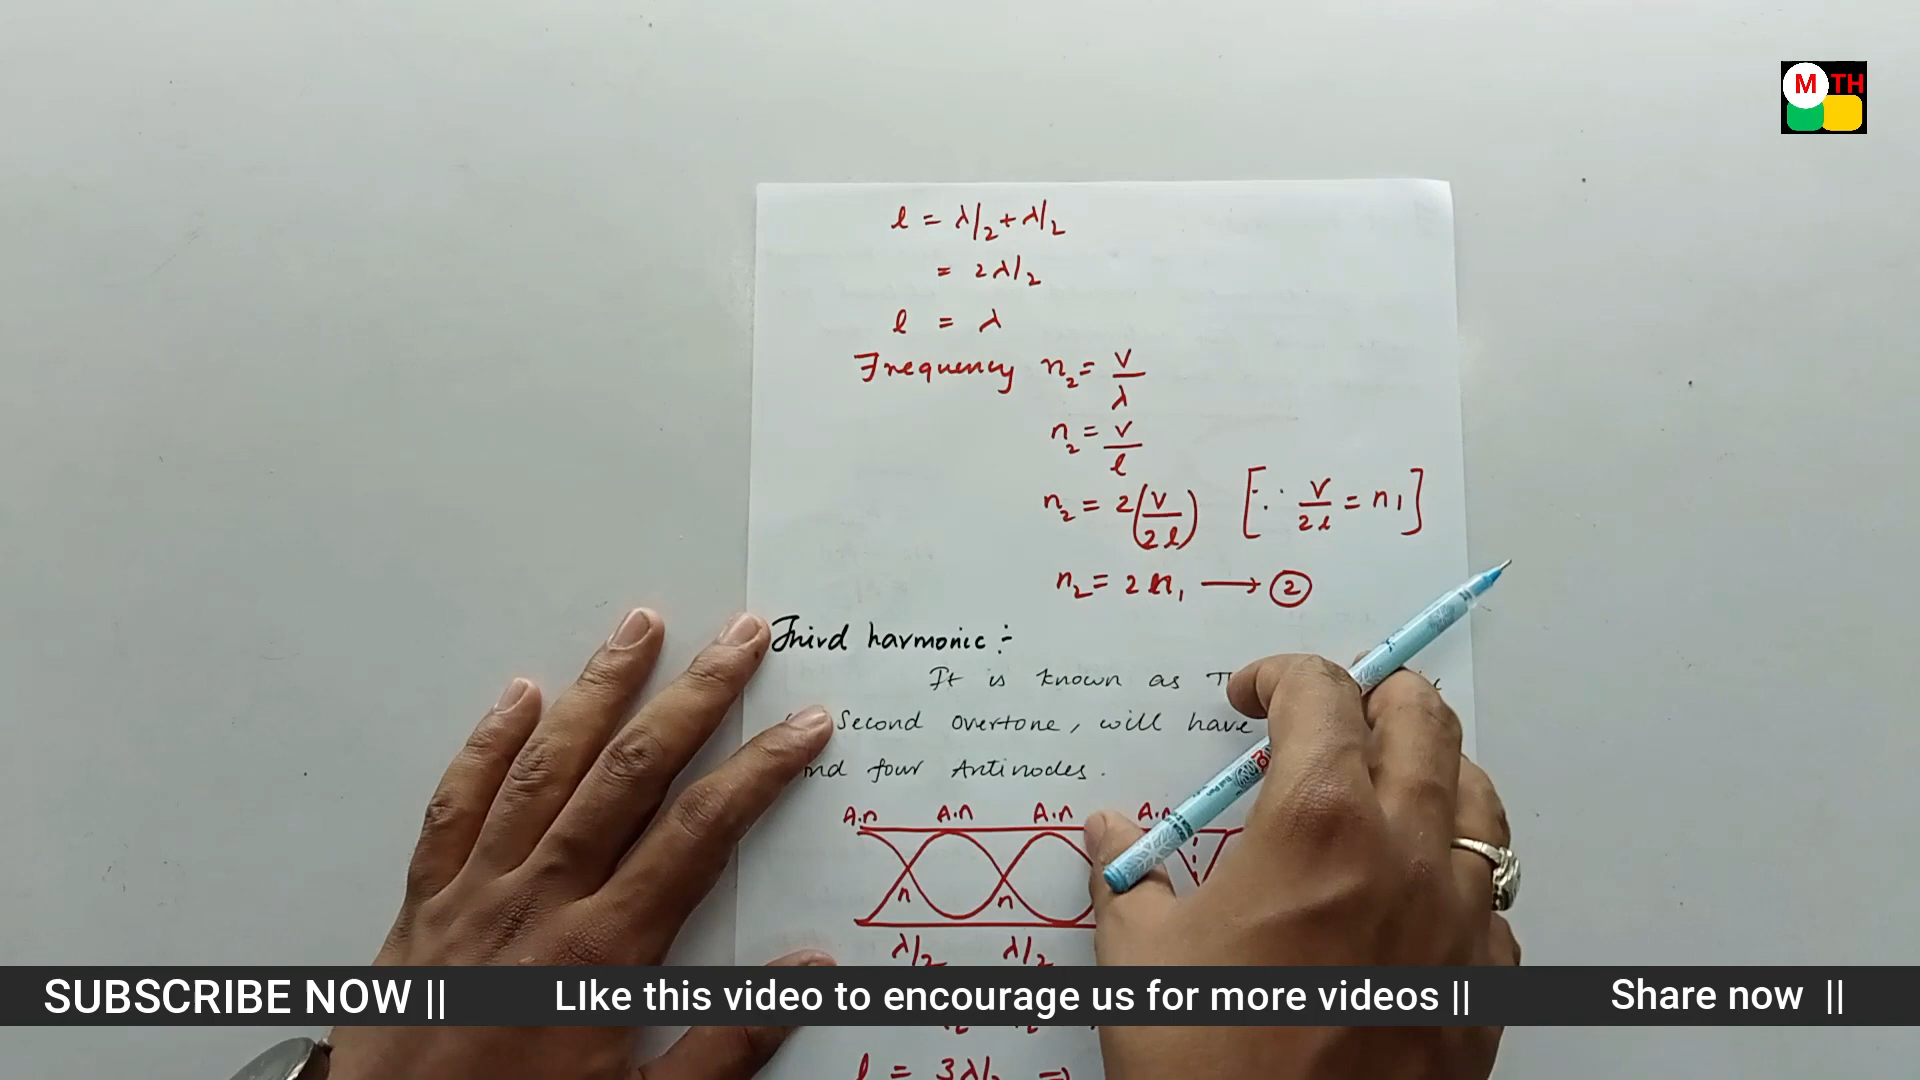 M TH
l = λ/2 + λ/2
= 2λ/2
l = λ
Frequency n₂ = v/λ
n₂ = v/l
n₂ = 2(v/2l) [∵ v/2l = n₁]
n₂ = 2n₁ → ②
Third harmonic :-
It is known as
Second overtone, will have
four Antinodes.
A.n A.n A.n A.n
n n
λ/2 λ/2
SUBSCRIBE NOW || LIke this video to encourage us for more videos || Share now ||
l = 3λ/2 ⇒